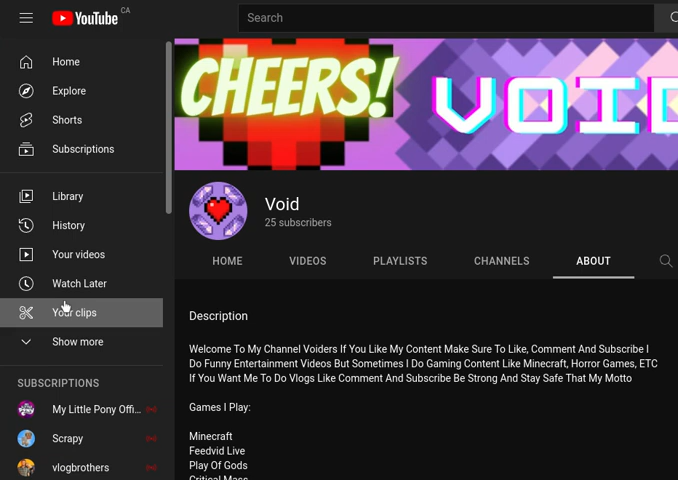 YouTube CA
Search
Home
Explore
Shorts
Subscriptions
Library
History
Your videos
Watch Later
Your clips
Show more
SUBSCRIPTIONS
My Little Pony Offi...
Scrapy
vlogbrothers
CHEERS!
VOID
Void
25 subscribers
HOME VIDEOS PLAYLISTS CHANNELS ABOUT
Description
Welcome To My Channel Voiders If You Like My Content Make Sure To Like, Comment And Subscribe I
Do Funny Entertainment Videos But Sometimes I Do Gaming Content Like Minecraft, Horror Games, ETC
If You Want Me To Do Vlogs Like Comment And Subscribe Be Strong And Stay Safe That My Motto
Games I Play:
Minecraft
Feedvid Live
Play Of Gods
Critical Mass